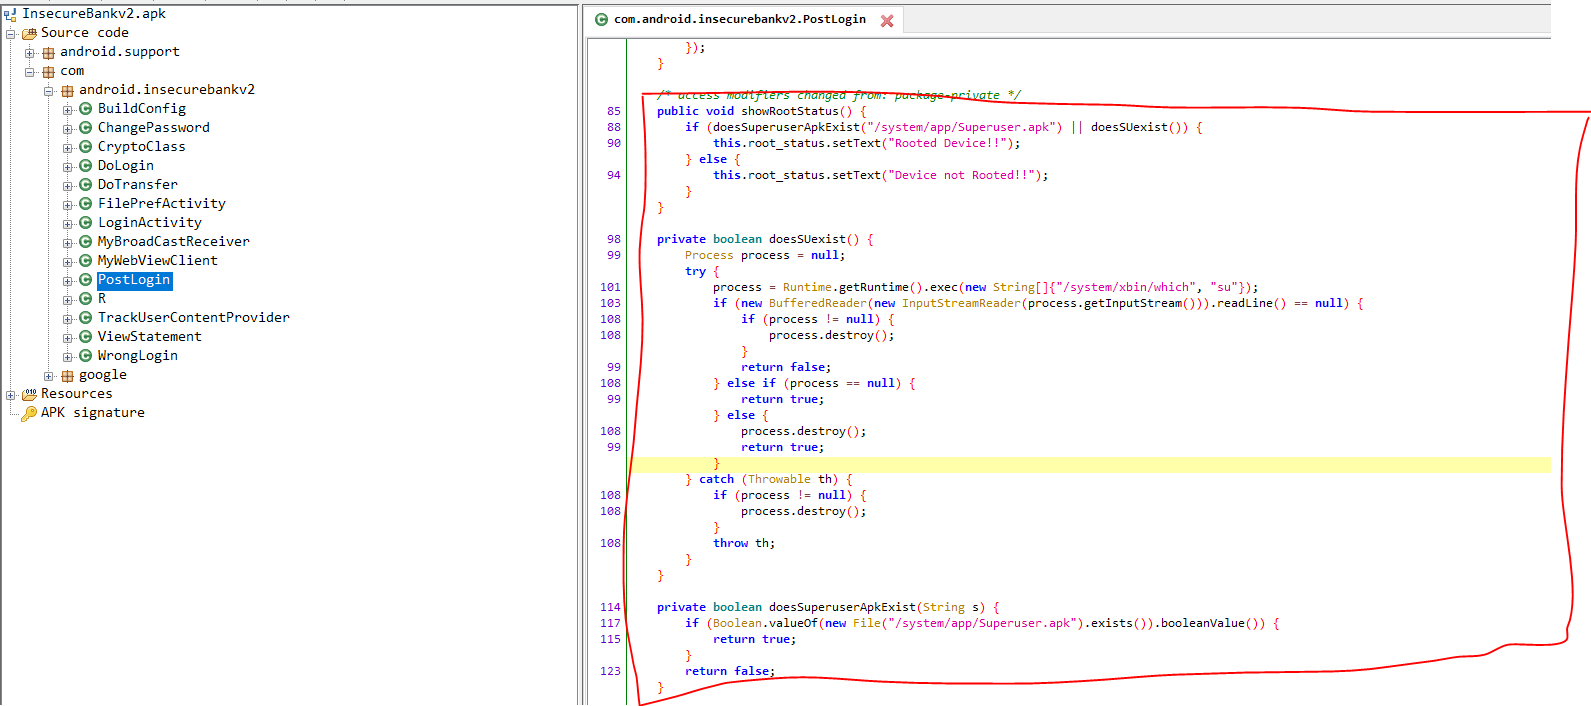 InsecureBankv2.apk
Source code
android.support
com
android.insecurebankv2
BuildConfig
ChangePassword
CryptoClass
DoLogin
DoTransfer
FilePrefActivity
LoginActivity
MyBroadCastReceiver
MyWebViewClient
PostLogin
R
TrackUserContentProvider
ViewStatement
WrongLogin
google
Resources
APK signature
com.android.insecurebankv2.PostLogin
});
}
/* access modifiers changed from: package-private */
85 public void showRootStatus() {
88 if (doesSuperuserApkExist("/system/app/Superuser.apk") || doesSUexist()) {
90 this.root_status.setText("Rooted Device!!");
} else {
94 this.root_status.setText("Device not Rooted!!");
}
}
98 private boolean doesSUexist() {
99 Process process = null;
try {
101 process = Runtime.getRuntime().exec(new String[]{"/system/xbin/which", "su"});
103 if (new BufferedReader(new InputStreamReader(process.getInputStream())).readLine() == null) {
108 if (process != null) {
108 process.destroy();
}
99 return false;
108 } else if (process == null) {
99 return true;
} else {
108 process.destroy();
99 return true;
}
} catch (Throwable th) {
108 if (process != null) {
108 process.destroy();
}
108 throw th;
}
}
114 private boolean doesSuperuserApkExist(String s) {
117 if (Boolean.valueOf(new File("/system/app/Superuser.apk").exists()).booleanValue()) {
115 return true;
}
123 return false;
}